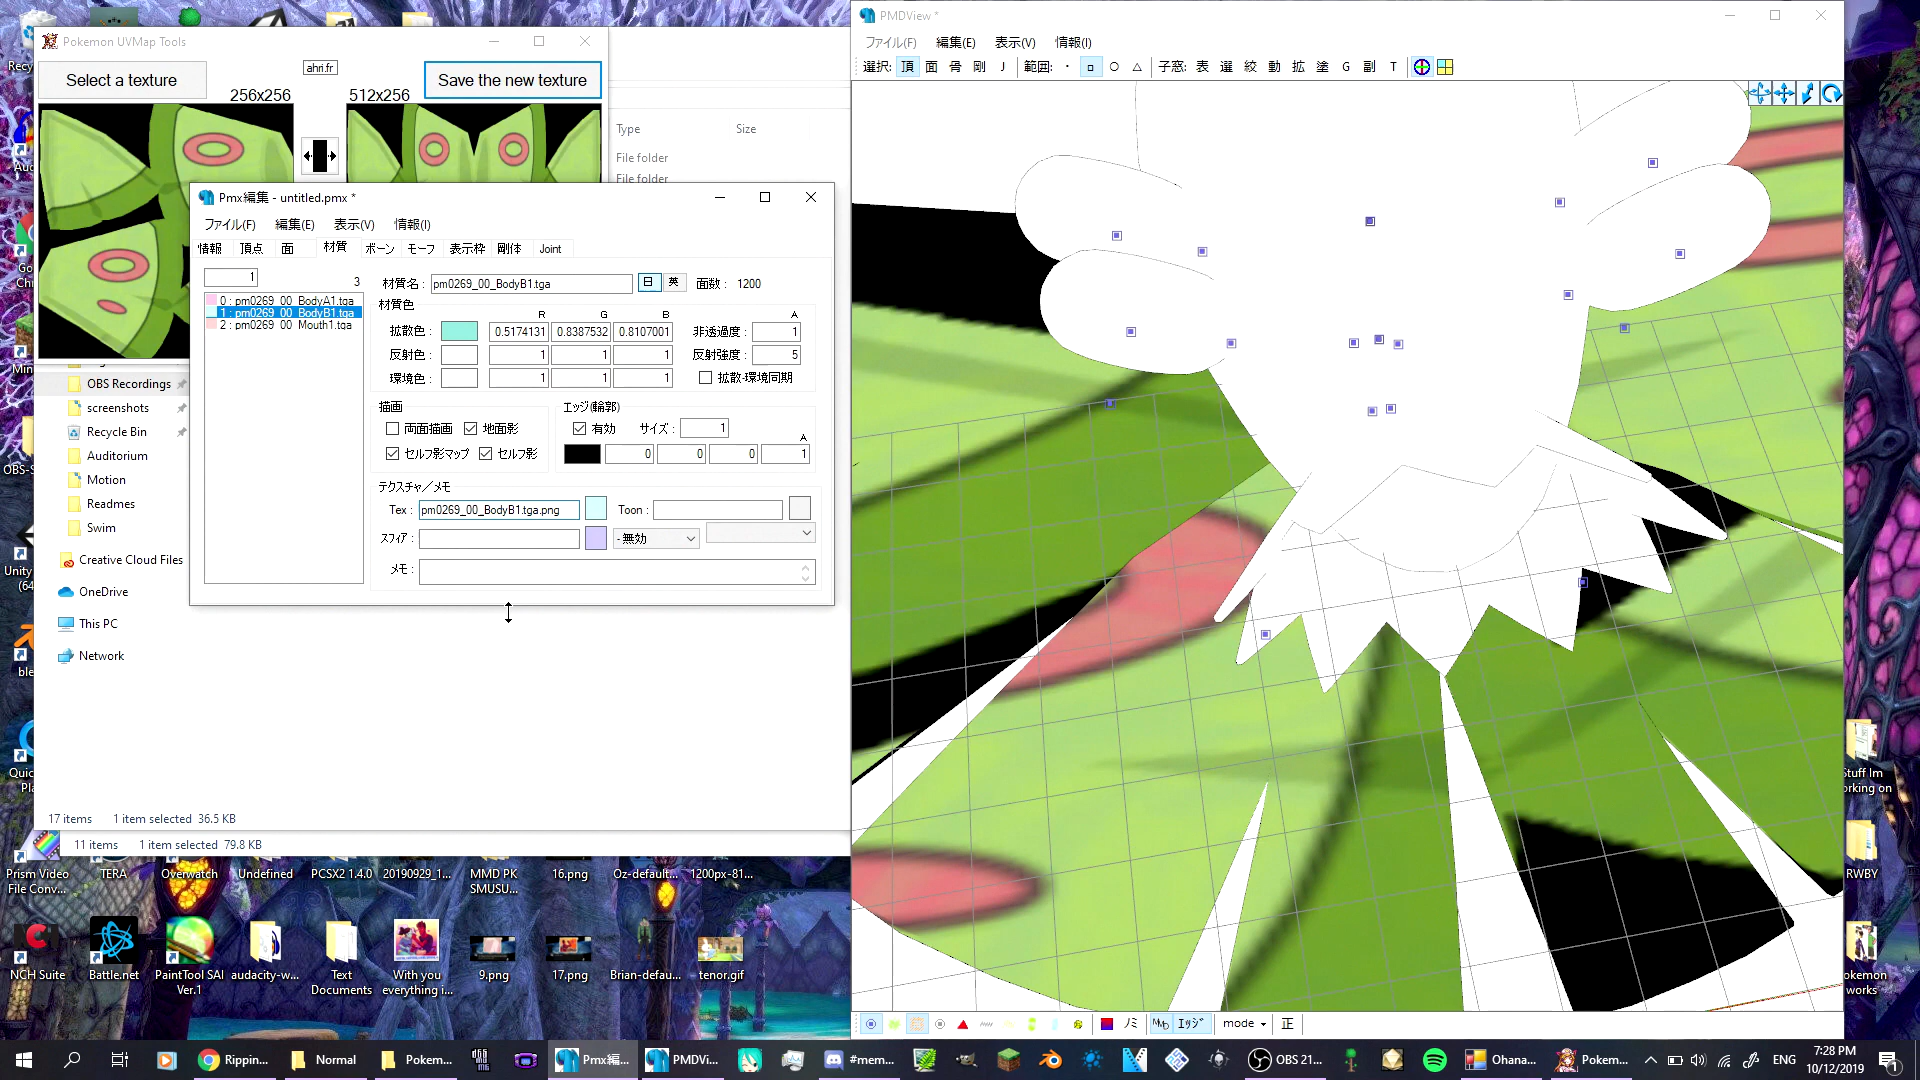 Pokemon UVMap Tools
Select a texture
ahri.fr
256x256
512x256
Save the new texture
Type
Size
File folder
File folder
Pmx編集 - untitled.pmx *
ファイル(F) 編集(E) 表示(V) 情報(I)
情報 頂点 面 材質 ボーン モーフ 表示枠 剛体 Joint
1
3
0 : pm0269_00_BodyA1.tga
1 : pm0269_00_BodyB1.tga
2 : pm0269_00_Mouth1.tga
材質名 : pm0269_00_BodyB1.tga 日 英 面数 : 1200
材質色
R G B A
拡散色 : 0.5174131 0.8387532 0.8107001 非透過度 : 1
反射色 : 1 1 1 反射強度 : 5
環境色 : 1 1 1 拡散-環境同期
描画
両面描画 地面影
セルフ影マップ セルフ影
エッジ(輪郭)
有効 サイズ : 1
A
0 0 0 1
テクスチャ/メモ
Tex : pm0269_00_BodyB1.tga.png Toon :
スフィア : -無効
メモ :
OBS Recordings
screenshots
Recycle Bin
Auditorium
Motion
Readmes
Swim
Creative Cloud Files
OneDrive
This PC
Network
17 items 1 item selected 36.5 KB
11 items 1 item selected 79.8 KB
PMDView *
ファイル(F) 編集(E) 表示(V) 情報(I)
選択: 頂 面 骨 剛 J 範囲: 子窓: 表 選 絞 動 拡 塗 G 副 T
ﾉﾐ Mb ｴｯｼﾞ mode 正
Prism Video File Conv...
TERA
Overwatch
Undefined
PCSX2 1.4.0
20190929_1...
MMD PK SMUSU...
16.png
Oz-default...
1200px-81...
NCH Suite
Battle.net
PaintTool SAI Ver.1
audacity-w...
Text Documents
With you everything i...
9.png
17.png
Brian-defau...
tenor.gif
Stuff Im
orking on
RWBY
okemon
works
Rippin...
Normal
Pokem...
Pmx編...
PMDVi...
#mem...
OBS 21...
Ohana...
Pokem...
ENG
7:28 PM
10/12/2019